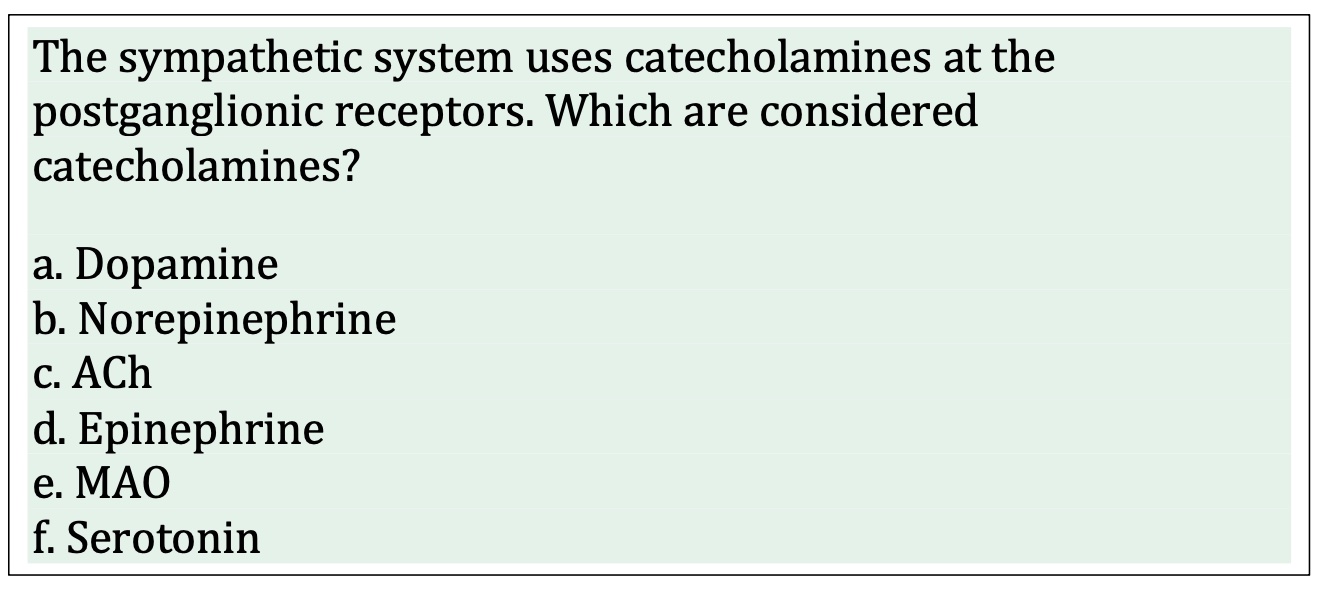 The sympathetic system uses catecholamines at the
postganglionic receptors. Which are considered
catecholamines?
a. Dopamine
b. Norepinephrine
c. ACh
d. Epinephrine
e. MAO
f. Serotonin